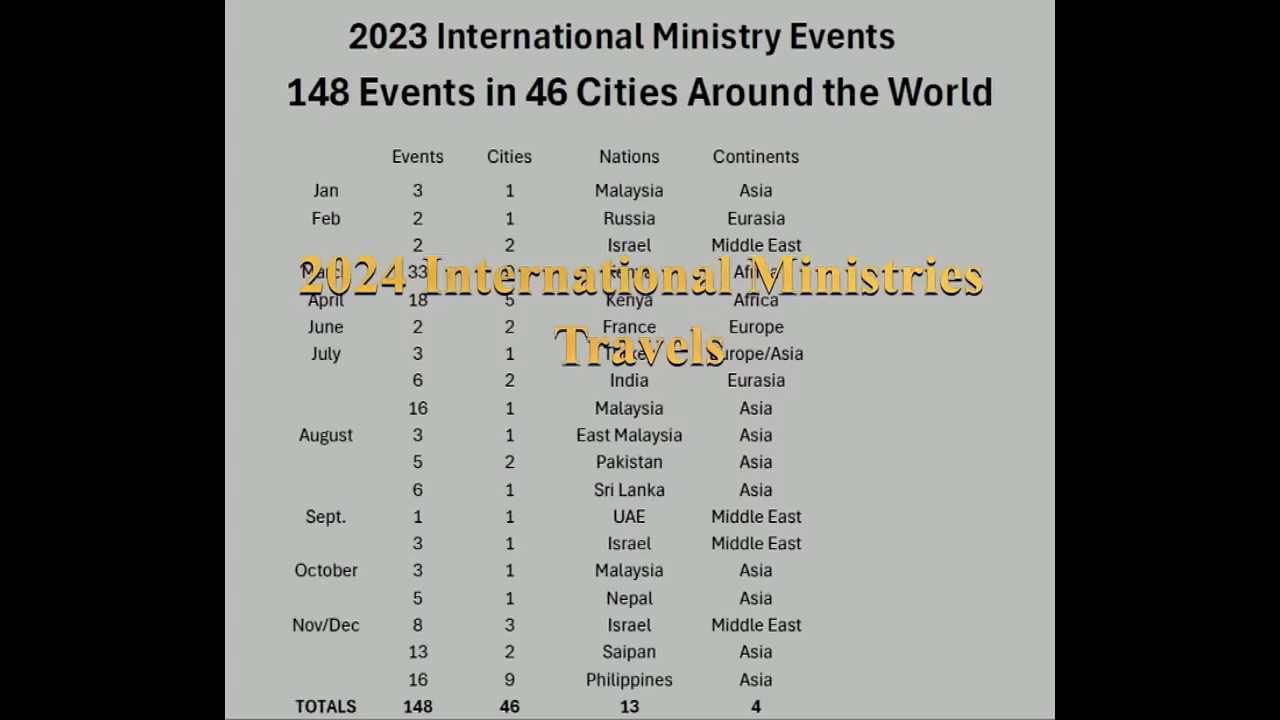 2023 International Ministry Events
148 Events in 46 Cities Around the World
Events Cities Nations Continents
Jan 3 1 Malaysia Asia
Feb 2 1 Russia Eurasia
2 2 Israel Middle East
33 Africa
2024 International Ministries
April 18 5 Kenya Africa
June 2 2 France Europe
Travels
July 3 1 Europe/Asia
6 2 India Eurasia
16 1 Malaysia Asia
August 3 1 East Malaysia Asia
5 2 Pakistan Asia
6 1 Sri Lanka Asia
Sept. 1 1 UAE Middle East
3 1 Israel Middle East
October 3 1 Malaysia Asia
5 1 Nepal Asia
Nov/Dec 8 3 Israel Middle East
13 2 Saipan Asia
16 9 Philippines Asia
TOTALS 148 46 13 4